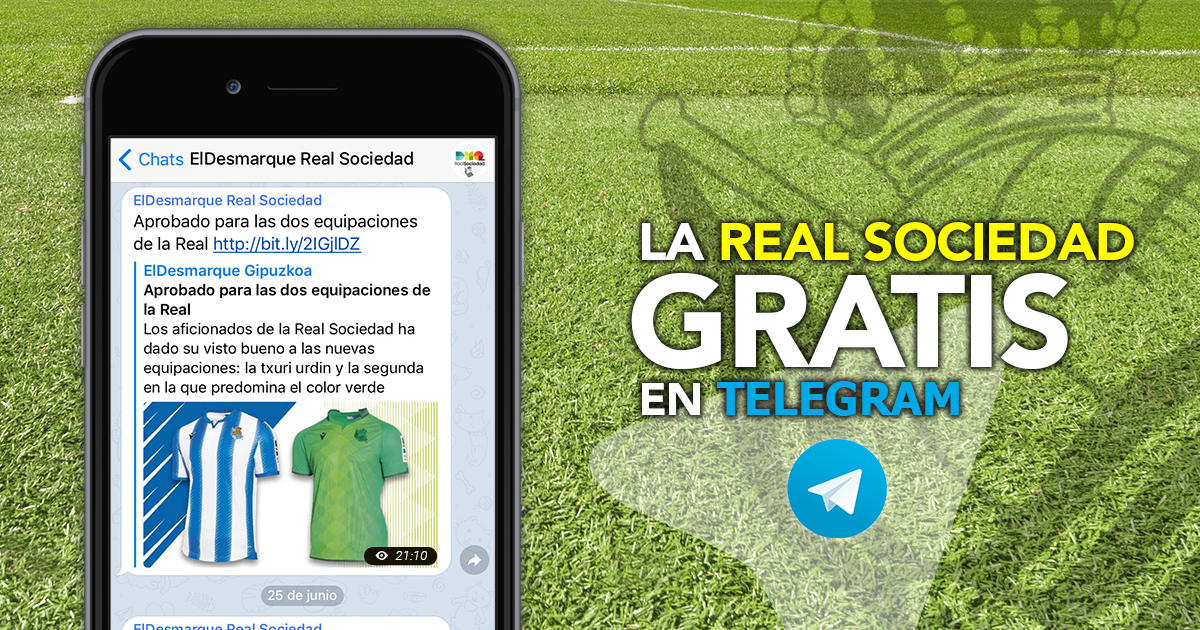 Chats ElDesmarque Real Sociedad
DMQ
RealSociedad
ElDesmarque Real Sociedad
Aprobado para las dos equipaciones
de la Real http://bit.ly/2IGjlDZ
ElDesmarque Gipuzkoa
Aprobado para las dos equipaciones de
la Real
Los aficionados de la Real Sociedad ha
dado su visto bueno a las nuevas
equipaciones: la txuri urdin y la segunda
en la que predomina el color verde
21:10
25 de junio
ElDesmarque Real Sociedad
LA REAL SOCIEDAD
GRATIS
EN TELEGRAM